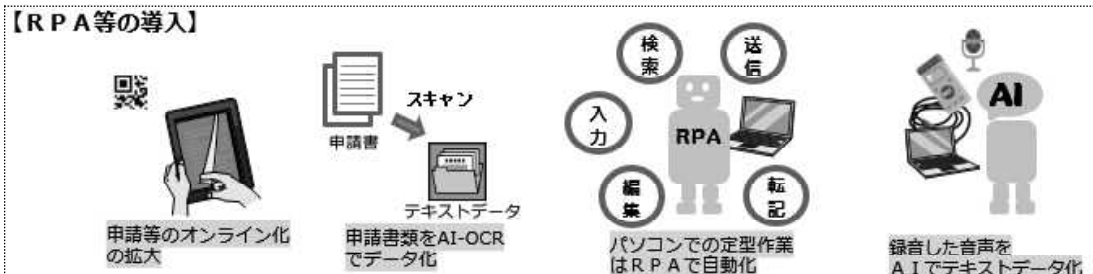 【ＲＰＡ等の導入】
申請等のオンライン化
の拡大
申請書
スキャン
テキストデータ
申請書類をAI-OCR
でデータ化
検索
送信
入力
RPA
編集
転記
パソコンでの定型作業
はＲＰＡで自動化
AI
録音した音声を
ＡＩでテキストデータ化